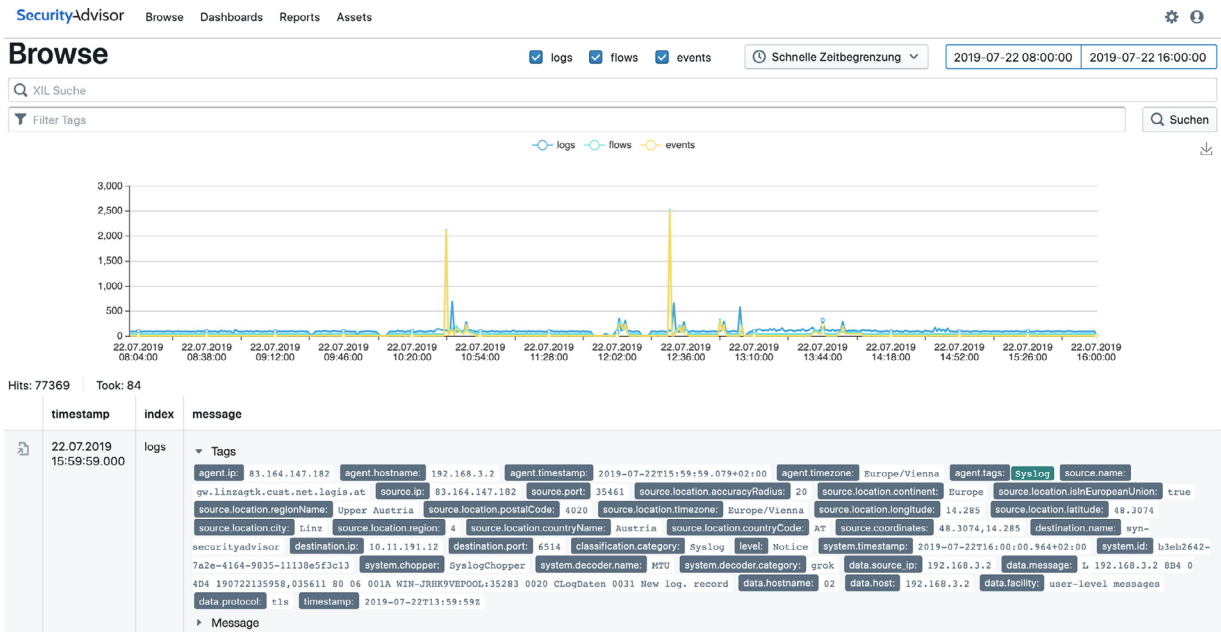 SecurityAdvisor Browse Dashboards Reports Assets
Browse
logs flows events Schnelle Zeitbegrenzung 2019-07-22 08:00:00 2019-07-22 16:00:00
XIL Suche
Filter Tags Suchen
logs flows events
3,000
2,500
2,000
1,500
1,000
500
0
22.07.2019 22.07.2019 22.07.2019 22.07.2019 22.07.2019 22.07.2019 22.07.2019 22.07.2019 22.07.2019 22.07.2019 22.07.2019 22.07.2019 22.07.2019 22.07.2019 22.07.2019
08:04:00 08:38:00 09:12:00 09:46:00 10:20:00 10:54:00 11:28:00 12:02:00 12:36:00 13:10:00 13:44:00 14:18:00 14:52:00 15:26:00 16:00:00
Hits: 77369 Took: 84
timestamp index message
22.07.2019 logs
15:59:59.000
Tags
agent.ip: 83.164.147.182 agent.hostname: 192.168.3.2 agent.timestamp: 2019-07-22T15:59:59.079+02:00 agent.timezone: Europe/Vienna agent.tags: Syslog source.name:
gw.linzagtk.cust.net.lagis.at source.ip: 83.164.147.182 source.port: 35461 source.location.accuracyRadius: 20 source.location.continent: Europe source.location.isInEuropeanUnion: true
source.location.regionName: Upper Austria source.location.postalCode: 4020 source.location.timezone: Europe/Vienna source.location.longitude: 14.285 source.location.latitude: 48.3074
source.location.city: Linz source.location.region: 4 source.location.countryName: Austria source.location.countryCode: AT source.coordinates: 48.3074,14.285 destination.name: syn-
securityadvisor destination.ip: 10.11.191.12 destination.port: 6514 classification.category: Syslog level: Notice system.timestamp: 2019-07-22T16:00:00.964+02:00 system.id: b3eb2642-
7a2e-4164-9835-11138e5f3c13 system.chopper: SyslogChopper system.decoder.name: MTU system.decoder.category: grok data.source_ip: 192.168.3.2 data.message: L 192.168.3.2 8B4 0
4D4 190722135958,035611 80 06 001A WIN-JRHK9VEPOOL:35283 0020 CLogDaten 0031 New log. record data.hostname: 02 data.host: 192.168.3.2 data.facility: user-level messages
data.protocol: tls timestamp: 2019-07-22T13:59:59Z
Message